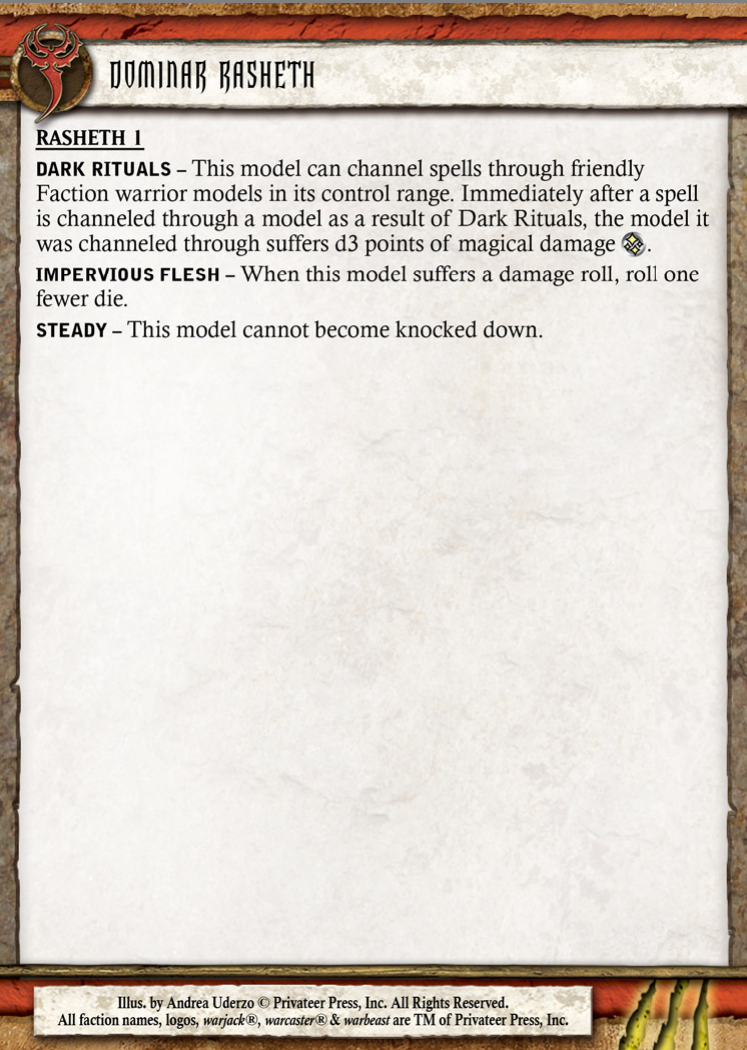 DOMINAR RASHETH
RASHETH 1
DARK RITUALS – This model can channel spells through friendly
Faction warrior models in its control range. Immediately after a spell
is channeled through a model as a result of Dark Rituals, the model it
was channeled through suffers d3 points of magical damage .
IMPERVIOUS FLESH – When this model suffers a damage roll, roll one
fewer die.
STEADY – This model cannot become knocked down.
Illus. by Andrea Uderzo © Privateer Press, Inc. All Rights Reserved.
All faction names, logos, warjack®, warcaster® & warbeast are TM of Privateer Press, Inc.